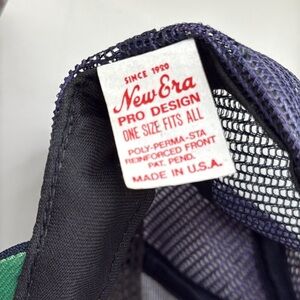 SINCE 1920
New Era
PRO DESIGN
ONE SIZE FITS ALL
POLY-PERMA-STA
REINFORCED FRONT
PAT. PEND.
MADE IN U.S.A.